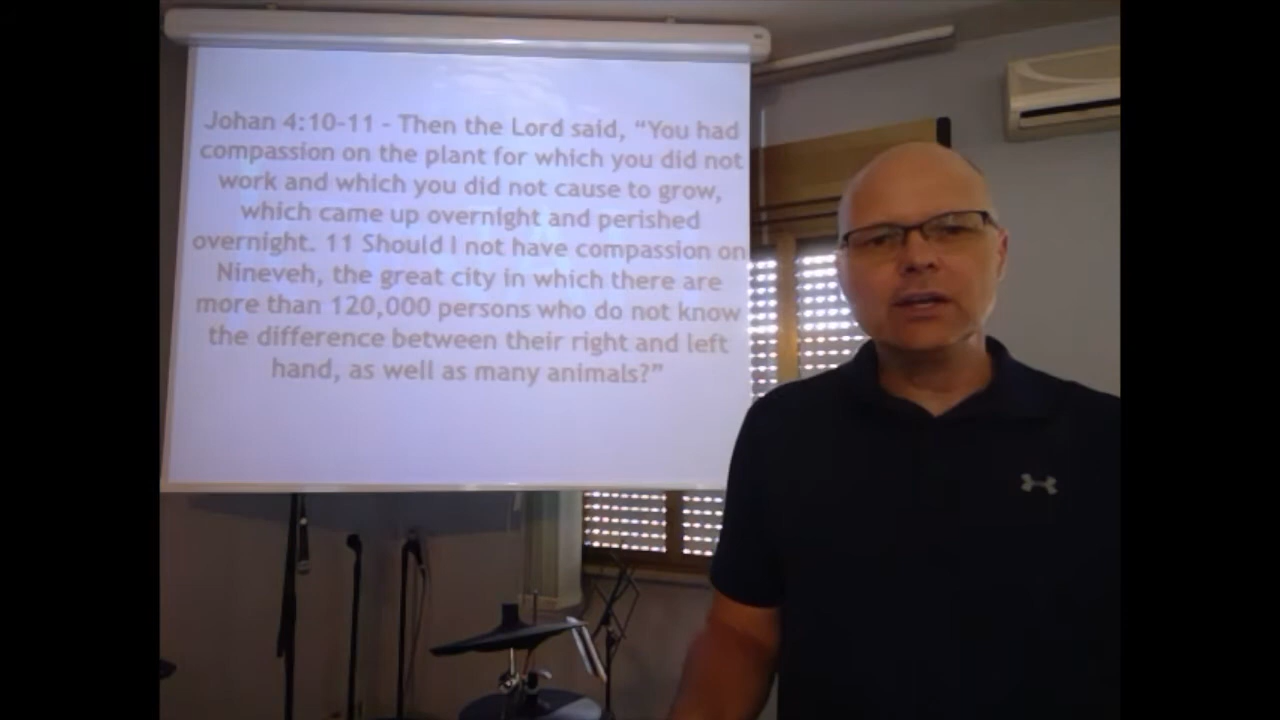 Johan 4:10-11 - Then the Lord said, “You had
compassion on the plant for which you did not
work and which you did not cause to grow,
which came up overnight and perished
overnight. 11 Should I not have compassion on
Nineveh, the great city in which there are
more than 120,000 persons who do not know
the difference between their right and left
hand, as well as many animals?”